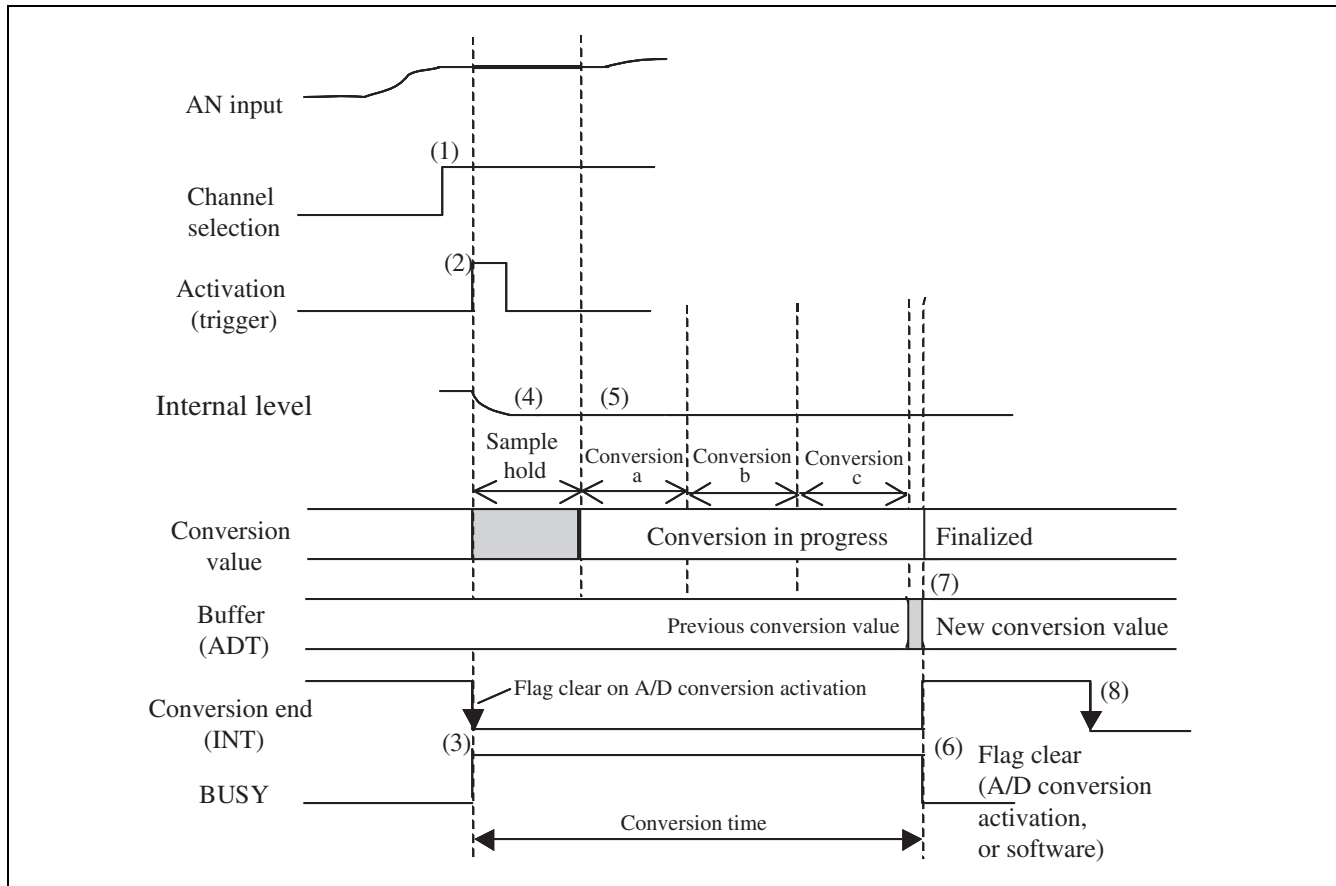 AN input
(1)
Channel
selection
(2)
Activation
(trigger)
Internal level
(4)
(5)
Sample
hold
Conversion
a
Conversion
b
Conversion
c
Conversion
value
Conversion in progress
Finalized
(7)
Buffer
(ADT)
Previous conversion value
New conversion value
Flag clear on A/D conversion activation
Conversion end
(INT)
(8)
(3)
(6)
BUSY
Flag clear
(A/D conversion
activation,
or software)
Conversion time